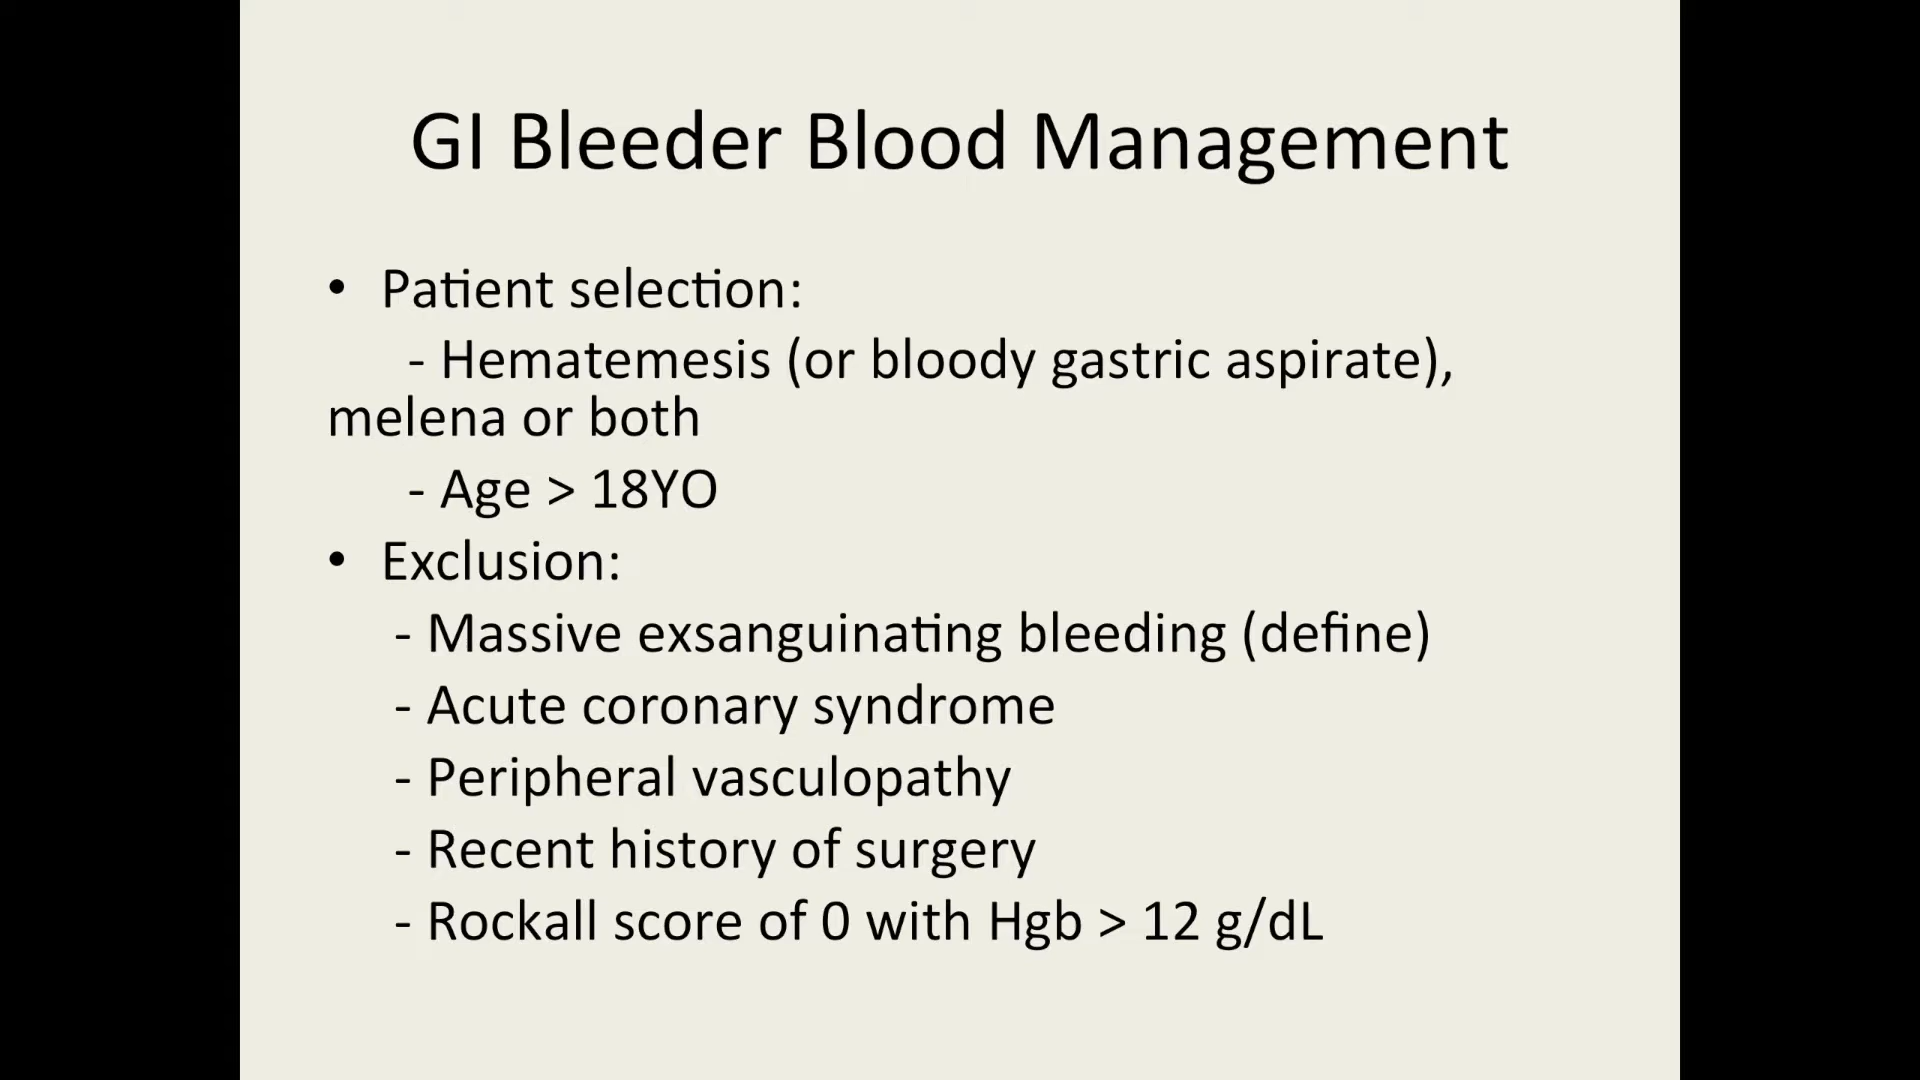 GI Bleeder Blood Management
• Patient selection:
- Hematemesis (or bloody gastric aspirate),
melena or both
- Age > 18YO
• Exclusion:
- Massive exsanguinating bleeding (define)
- Acute coronary syndrome
- Peripheral vasculopathy
- Recent history of surgery
- Rockall score of 0 with Hgb > 12 g/dL